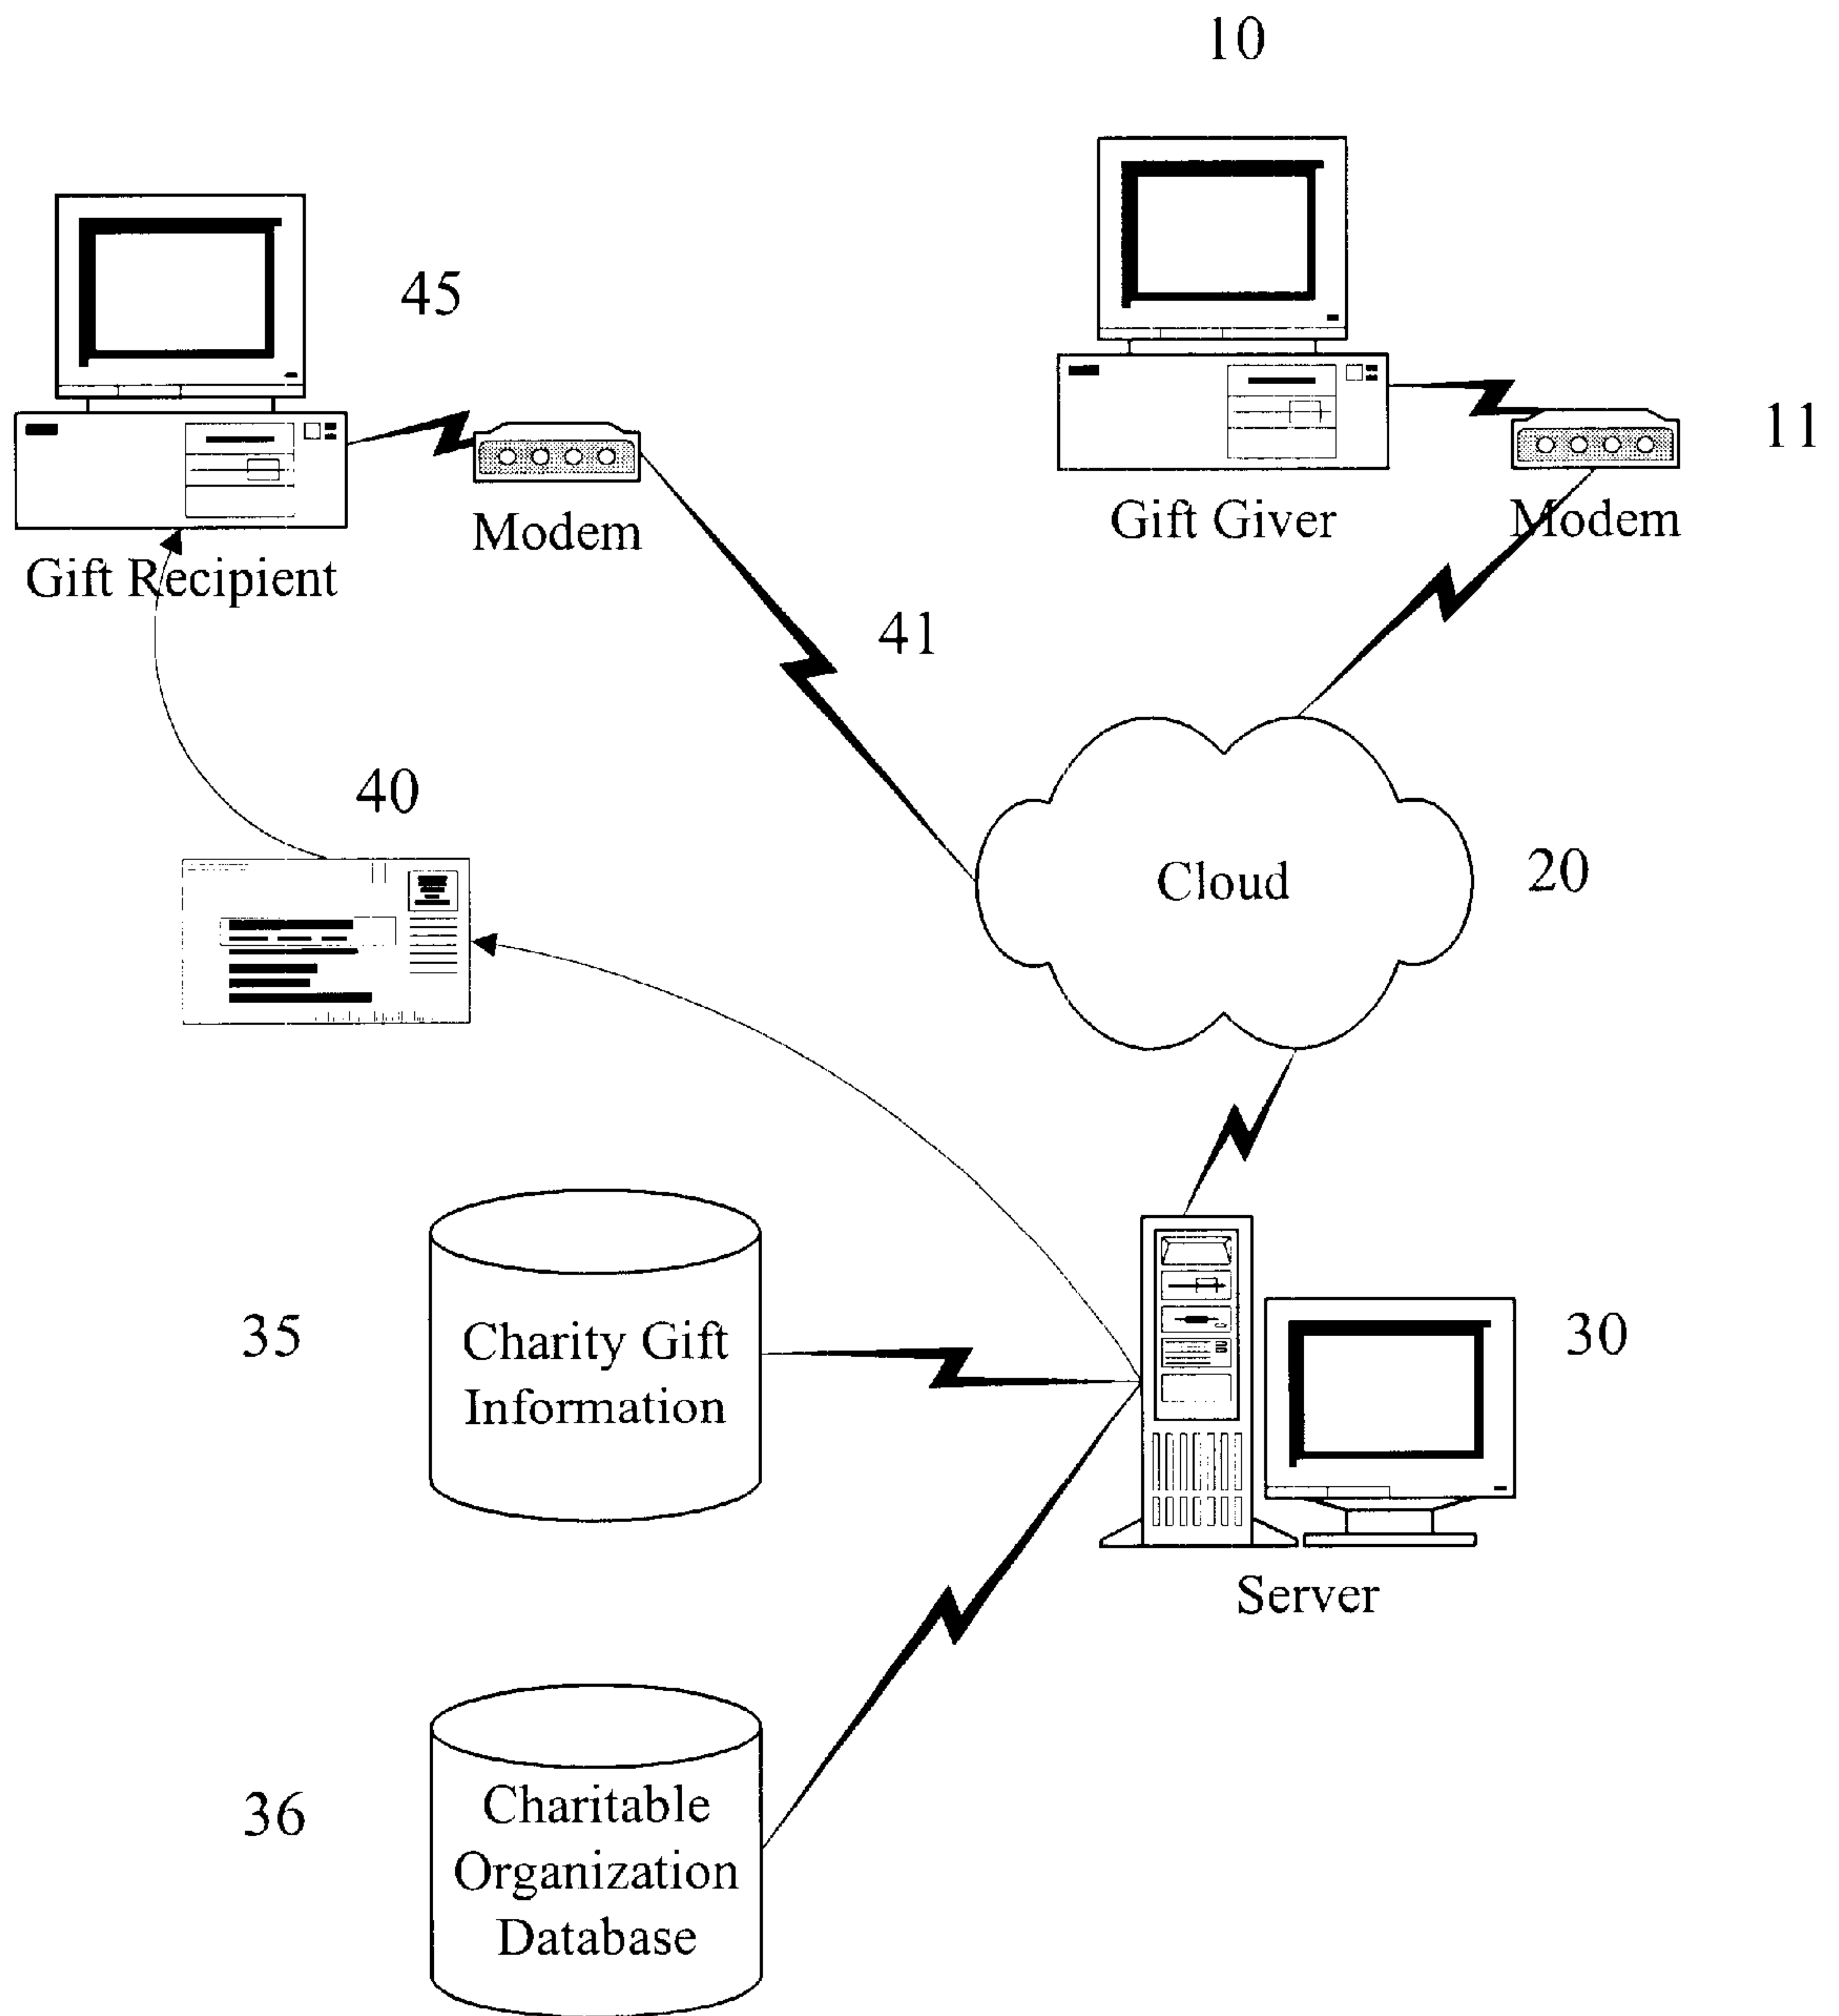 10
45
11
Gift Giver
Modem
Modem
Gift Recipient
41
40
Cloud
20
35
Charity Gift
Information
30
Server
36
Charitable
Organization
Database